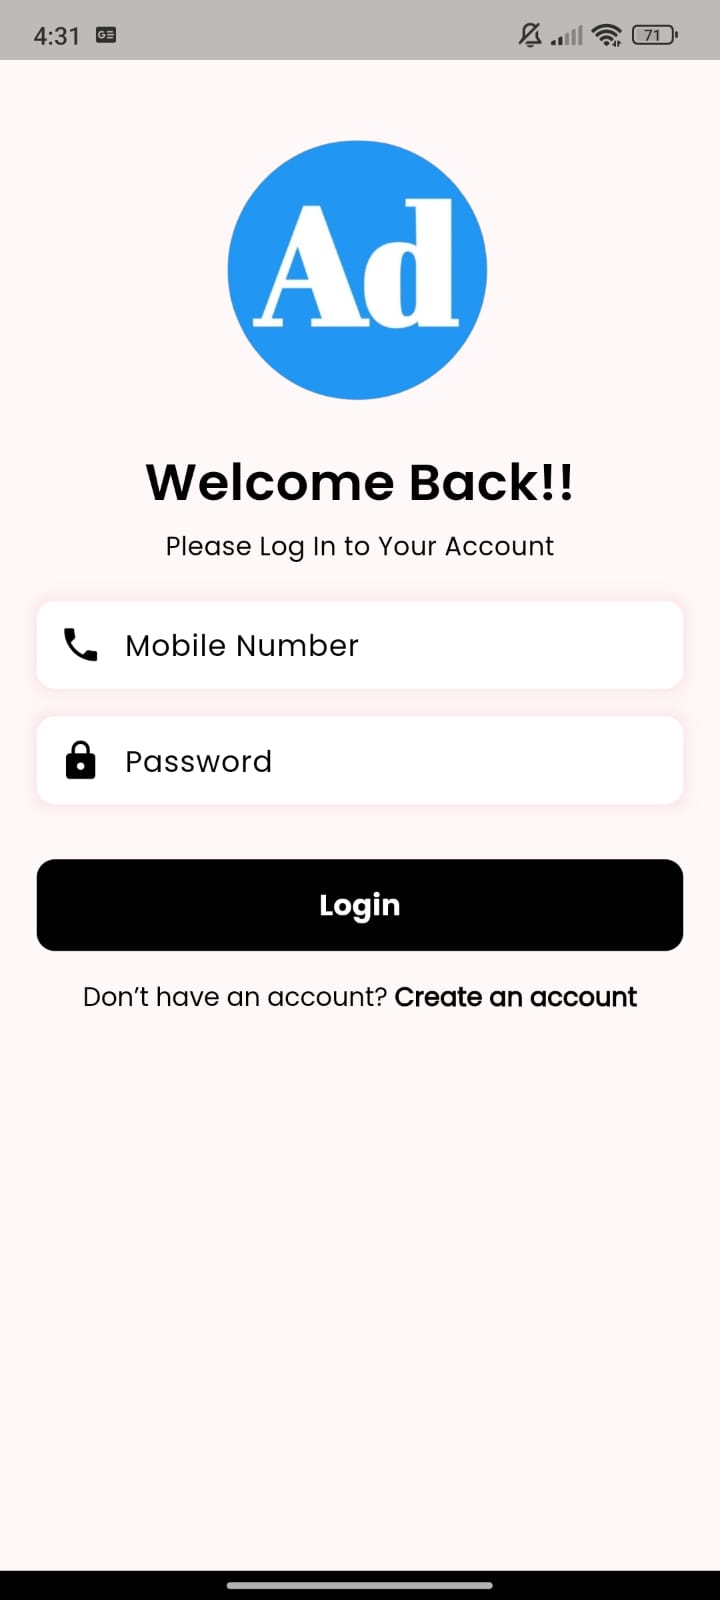 4:31 GE 71
Ad
Welcome Back!!
Please Log In to Your Account
Mobile Number
Password
Login
Don’t have an account? Create an account